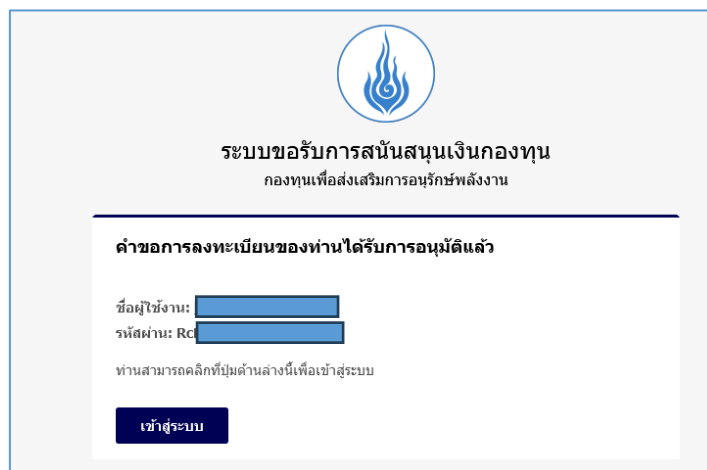 ระบบขอรับการสนันสนุนเงินกองทุน
กองทุนเพื่อส่งเสริมการอนุรักษ์พลังงาน
คำขอการลงทะเบียนของท่านได้รับการอนุมัติแล้ว
ชื่อผู้ใช้งาน:
รหัสผ่าน:
ท่านสามารถคลิกที่ปุ่มด้านล่างนี้เพื่อเข้าสู่ระบบ
เข้าสู่ระบบ